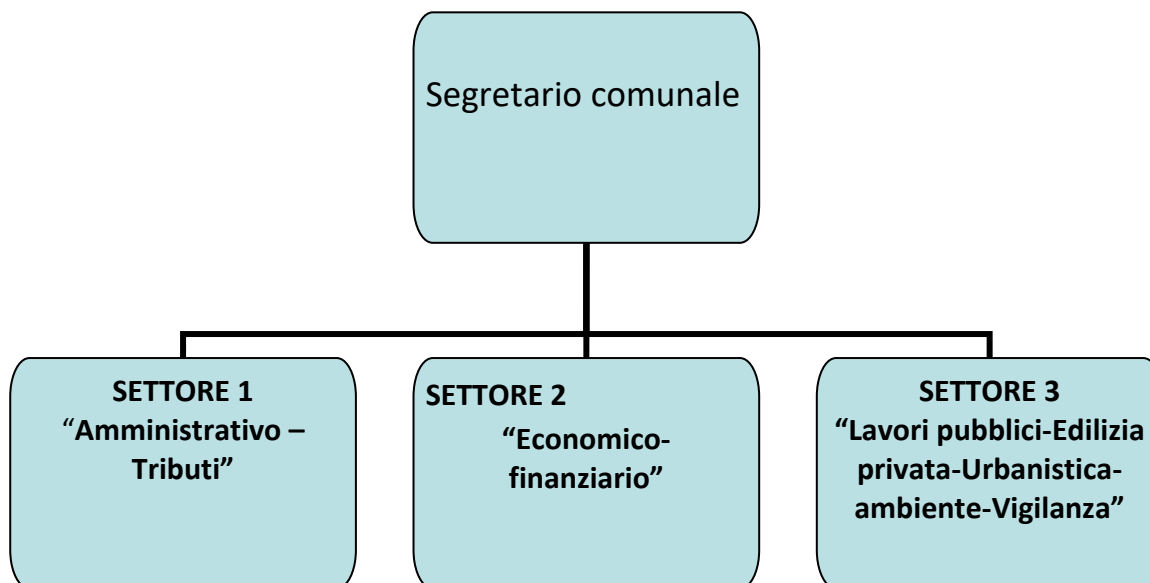 Segretario comunale
SETTORE 1
“Amministrativo –
Tributi”
SETTORE 2
“Economico-
finanziario”
SETTORE 3
“Lavori pubblici-Edilizia
privata-Urbanistica-
ambiente-Vigilanza”